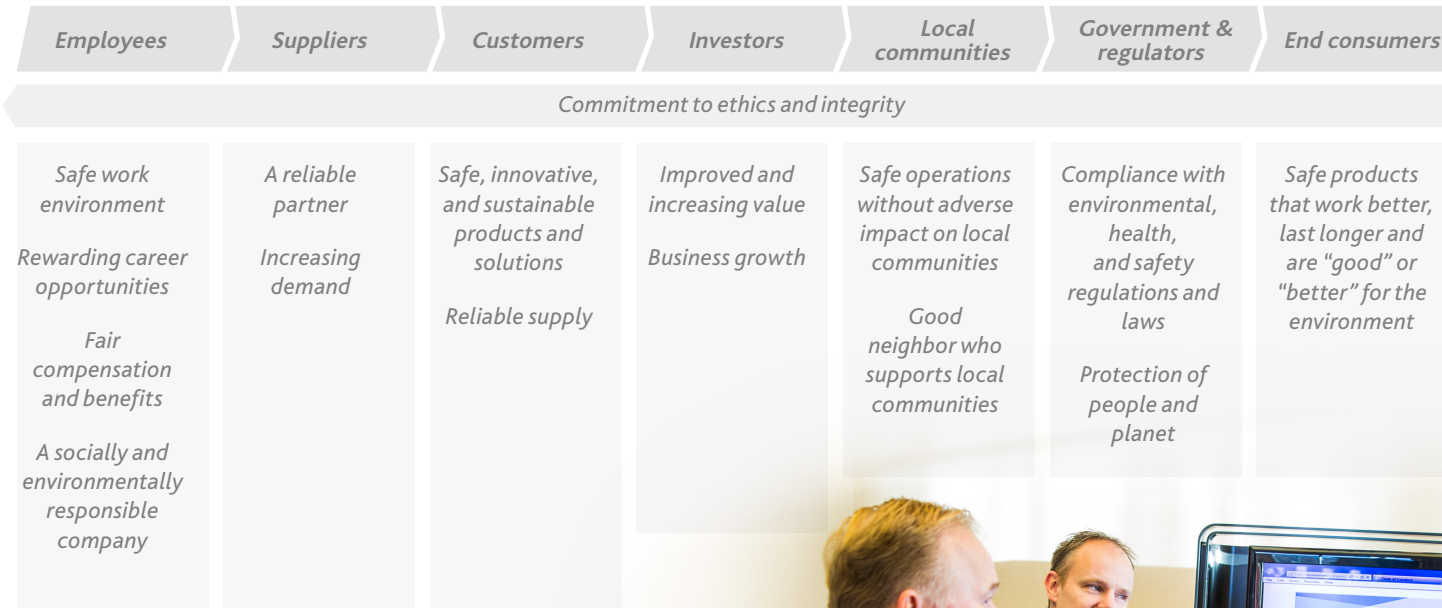 Employees
Suppliers
Customers
Investors
Local
communities
Government &
regulators
End consumers
Commitment to ethics and integrity
Safe work
environment
Rewarding career
opportunities
Fair
compensation
and benefits
A socially and
environmentally
responsible
company
A reliable
partner
Increasing
demand
Safe, innovative,
and sustainable
products and
solutions
Reliable supply
Improved and
increasing value
Business growth
Safe operations
without adverse
impact on local
communities
Good
neighbor who
supports local
communities
Compliance with
environmental,
health,
and safety
regulations and
laws
Protection of
people and
planet
Safe products
that work better,
last longer and
are “good” or
“better” for the
environment